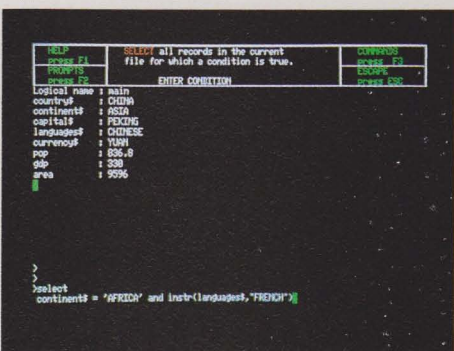 HELP
press F1
SELECT all records in the current
file for which a condition is true.
COMMANDS
press F3
PROMPTS
press F2
ENTER CONDITION
ESCAPE
press ESC
Logical name : main
country$ : CHINA
continent$ : ASIA
capital$ : PEKING
languages$ : CHINESE
currency$ : YUAN
pop : 836.8
gdp : 330
area : 9596
>
>
>select
continent$ = 'AFRICA' and instr(languages$,"FRENCH")